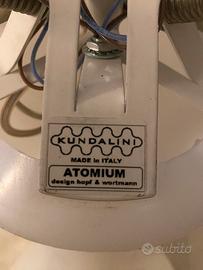 KUNDALINI
MADE in ITALY
ATOMIUM
design hopf & wortmann
subito